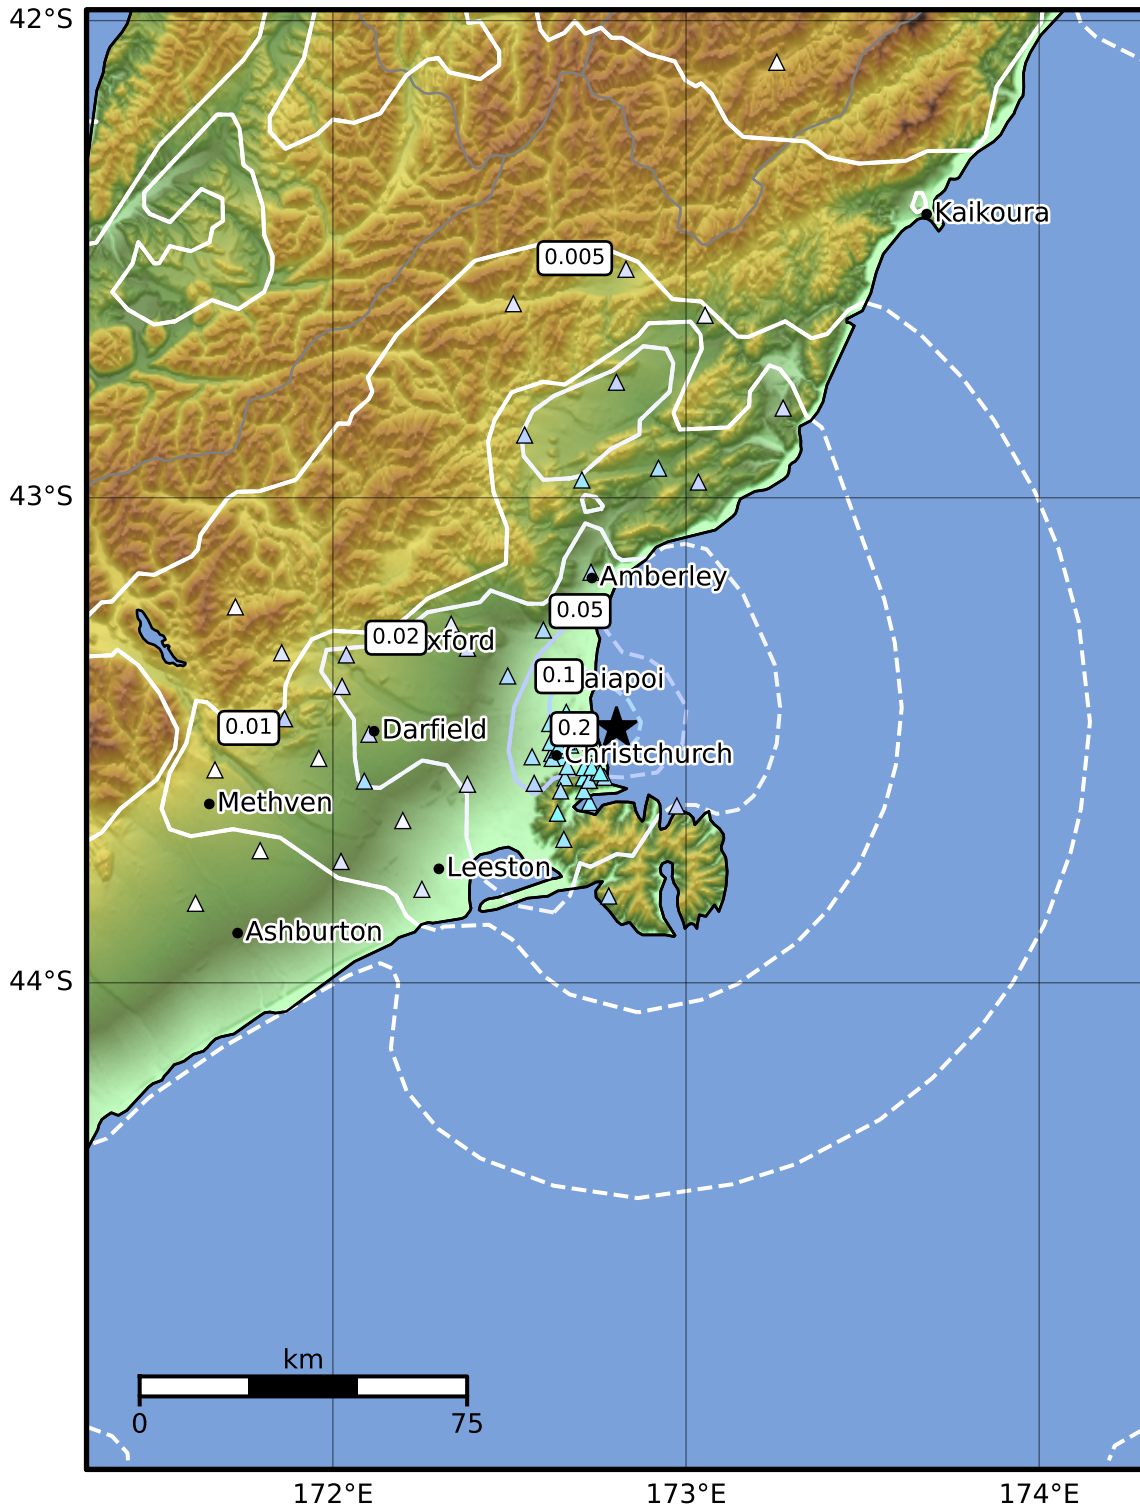 42°S
Kaikoura
0.005
43°S
Amberley
0.05
0.02
xford
0.1
aiapoi
0.01
Darfield
0.2
Christchurch
Methven
Leeston
Ashburton
44°S
km
0 75
172°E 173°E 174°E